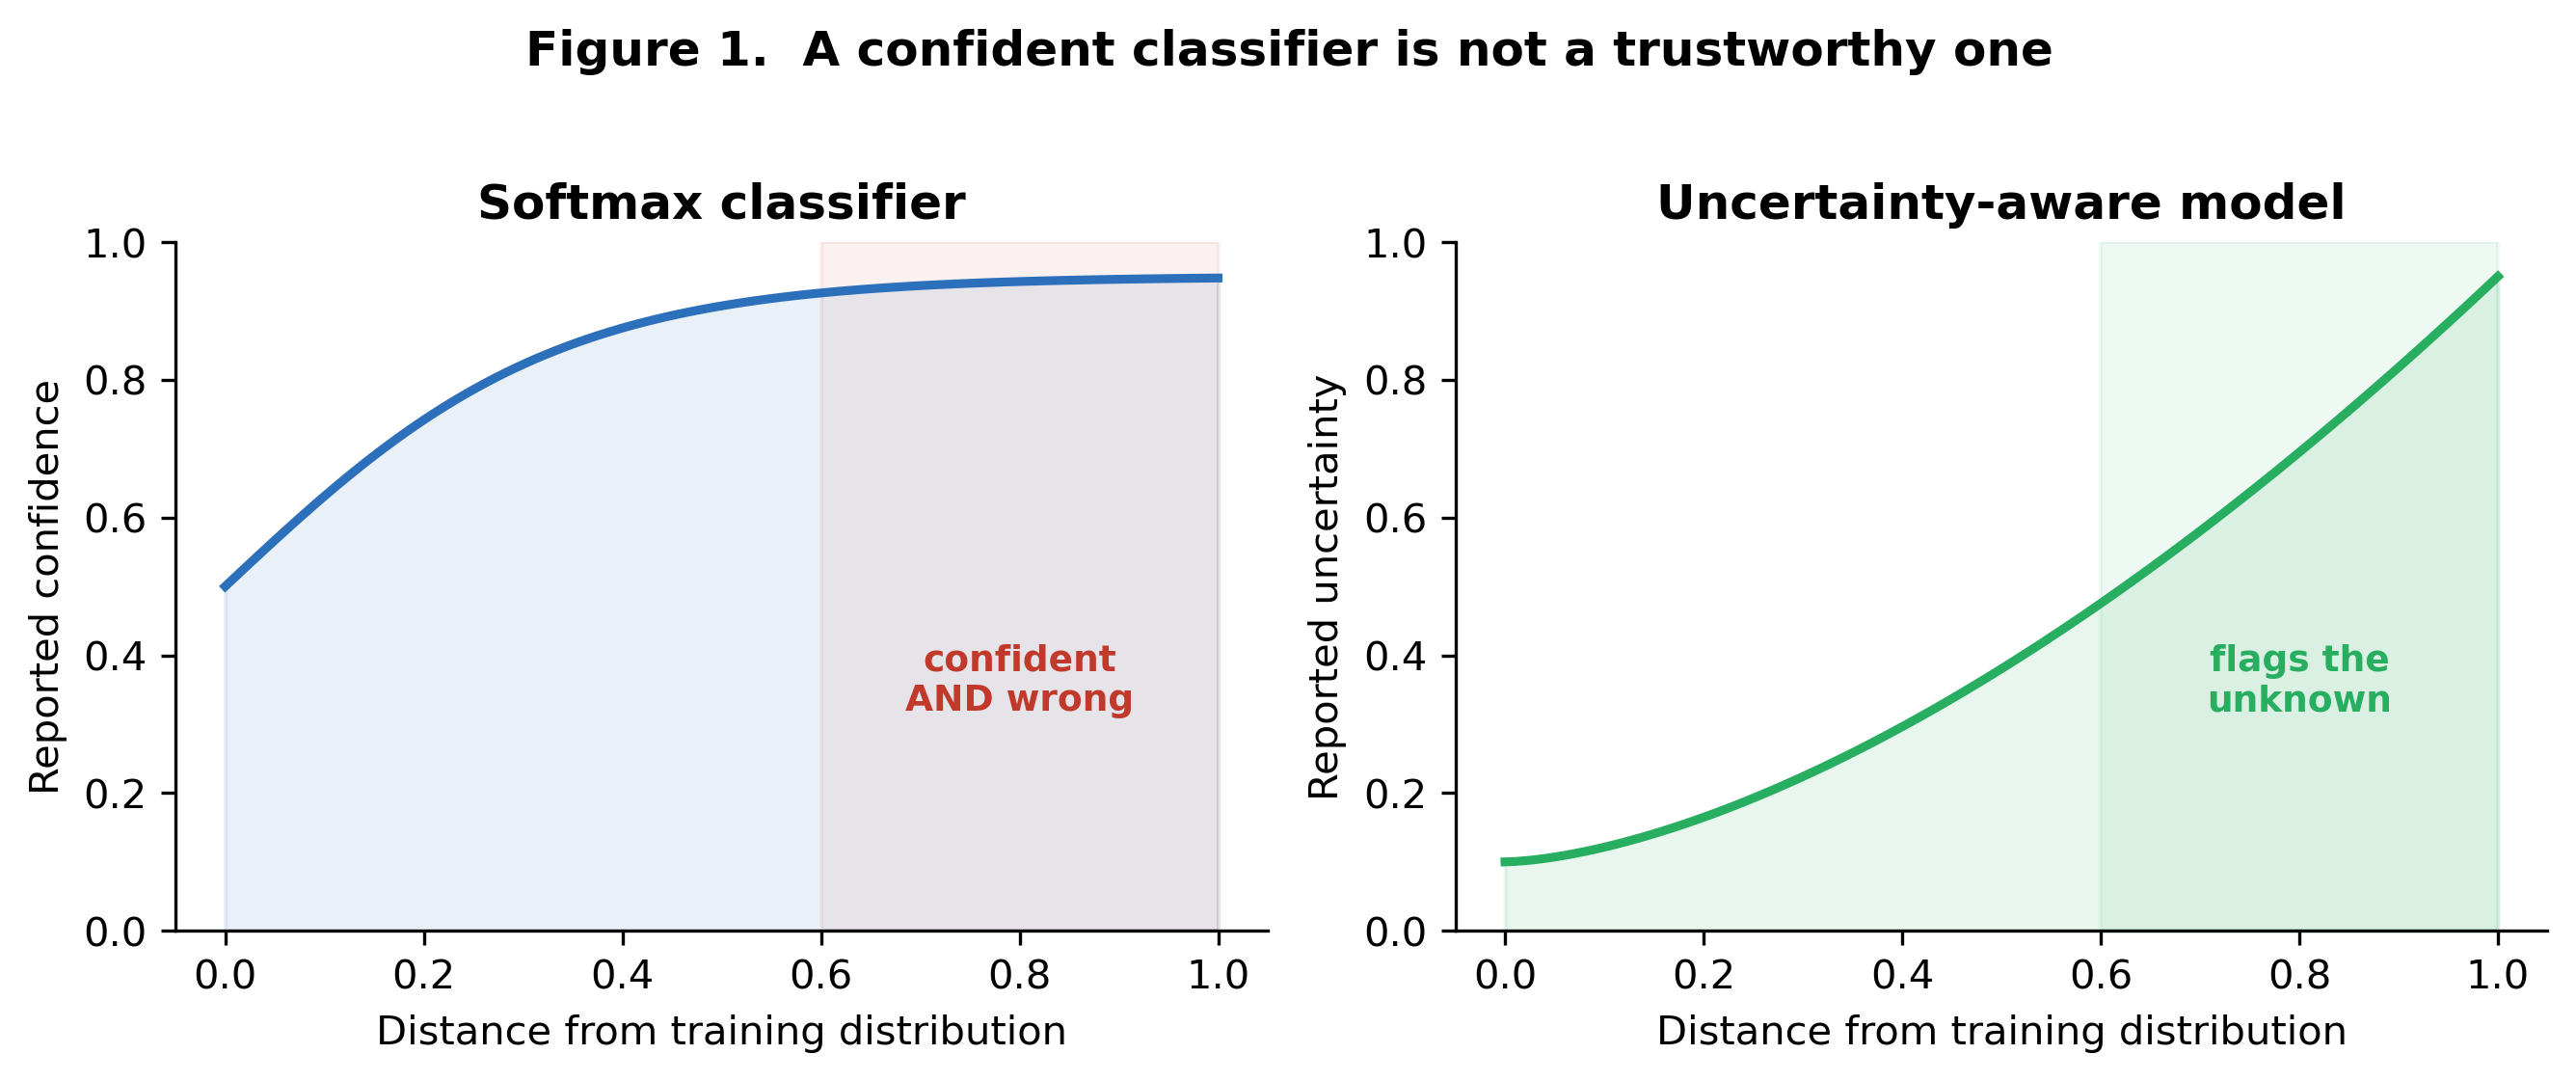 Figure 1.  A confident classifier is not a trustworthy one
Softmax classifier
Reported confidence
1.0
0.8
0.6
0.4
0.2
0.0
confident
AND wrong
0.0 0.2 0.4 0.6 0.8 1.0
Distance from training distribution
Uncertainty-aware model
Reported uncertainty
1.0
0.8
0.6
0.4
0.2
0.0
flags the
unknown
0.0 0.2 0.4 0.6 0.8 1.0
Distance from training distribution